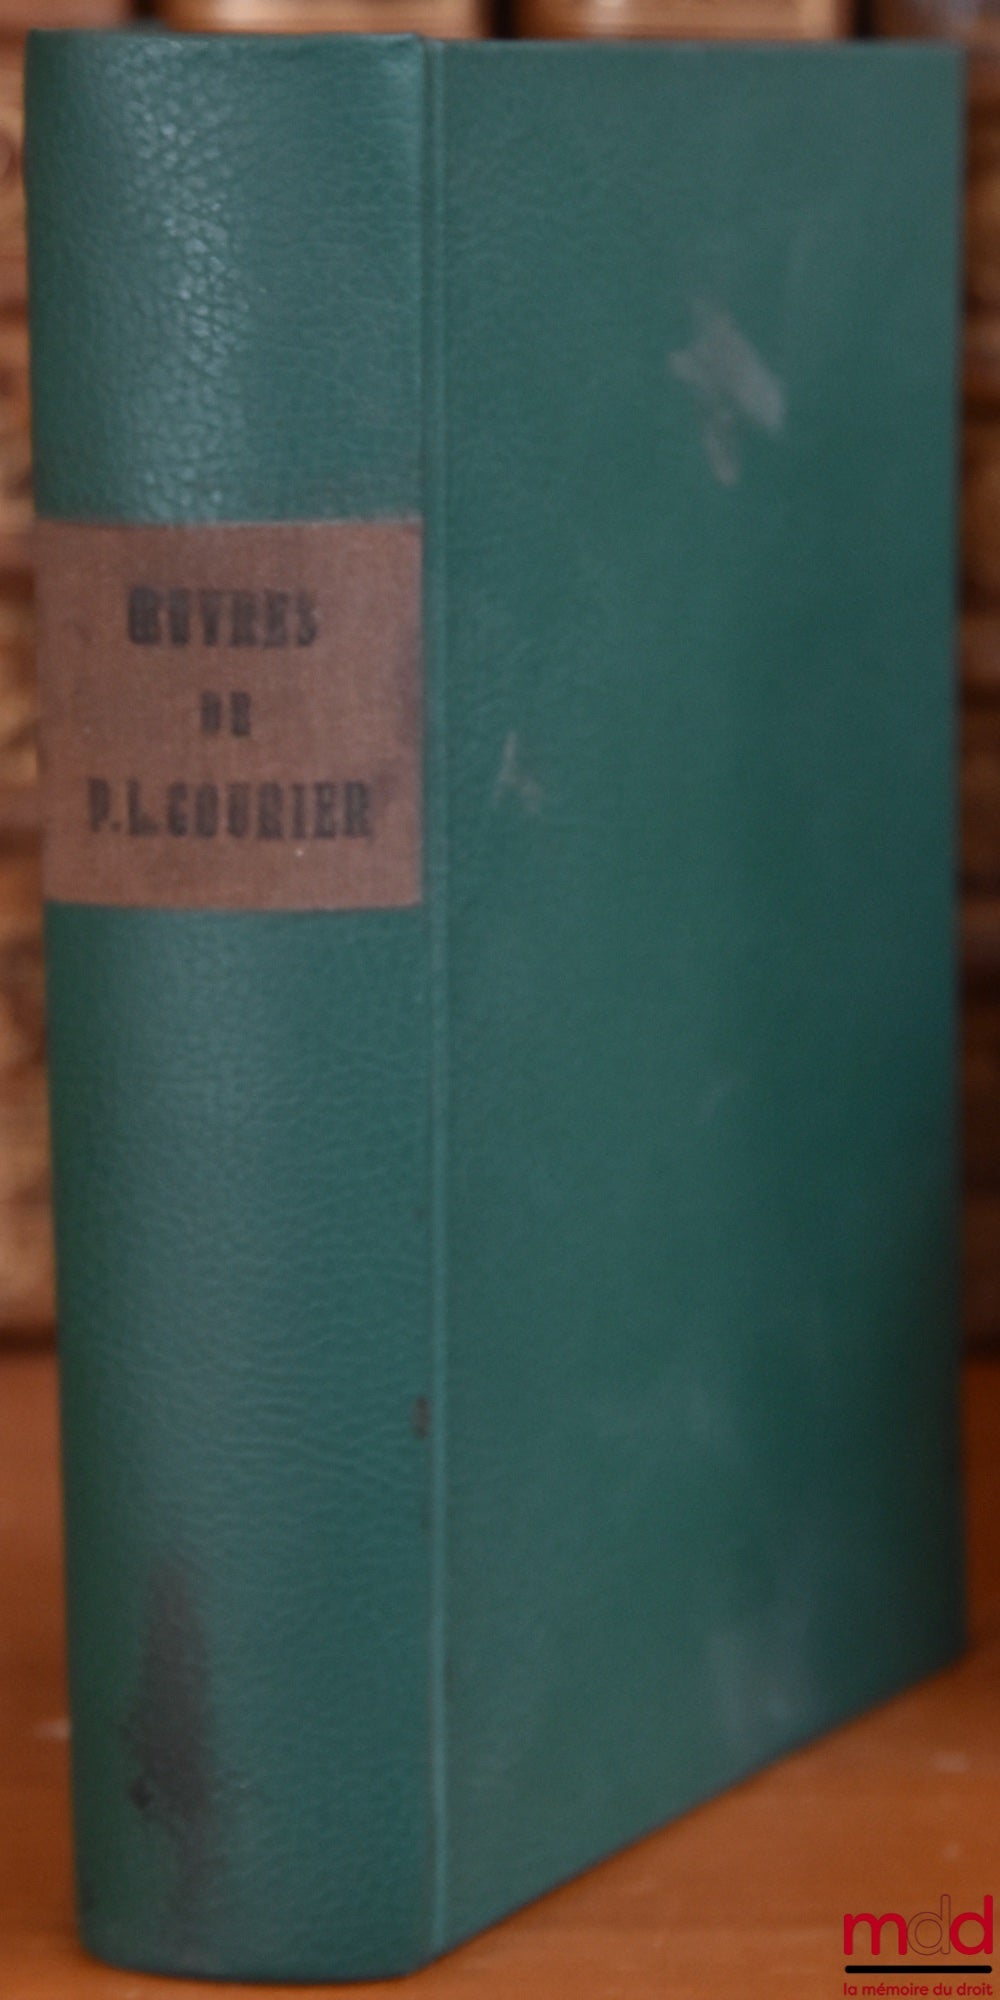 ŒUVRES
DE
P.L.COURIER
mdd
la mémoire du droit